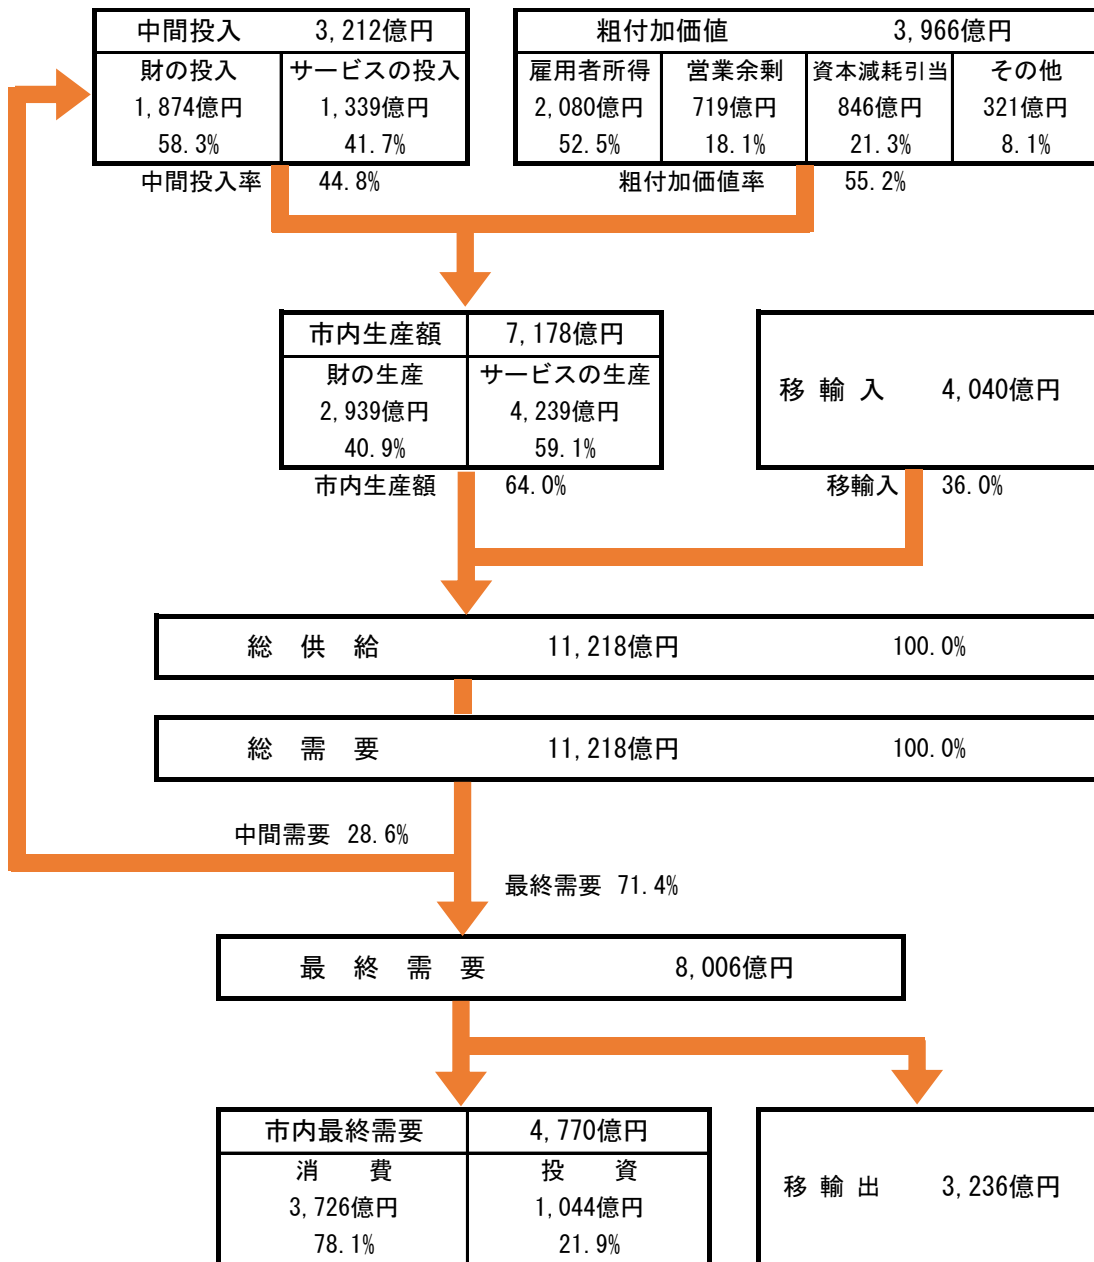 中間投入 3,212億円
粗付加価値 3,966億円
財の投入 サービスの投入
1,874億円 1,339億円
58.3% 41.7%
雇用者所得 営業余剰 資本減耗引当 その他
2,080億円 719億円 846億円 321億円
52.5% 18.1% 21.3% 8.1%
中間投入率 44.8%
粗付加価値率 55.2%
市内生産額 7,178億円
財の生産 サービスの生産
2,939億円 4,239億円
40.9% 59.1%
移輸入 4,040億円
市内生産額 64.0%
移輸入 36.0%
総供給 11,218億円 100.0%
総需要 11,218億円 100.0%
中間需要 28.6%
最終需要 71.4%
最終需要 8,006億円
市内最終需要 4,770億円
消費 投資
3,726億円 1,044億円
78.1% 21.9%
移輸出 3,236億円